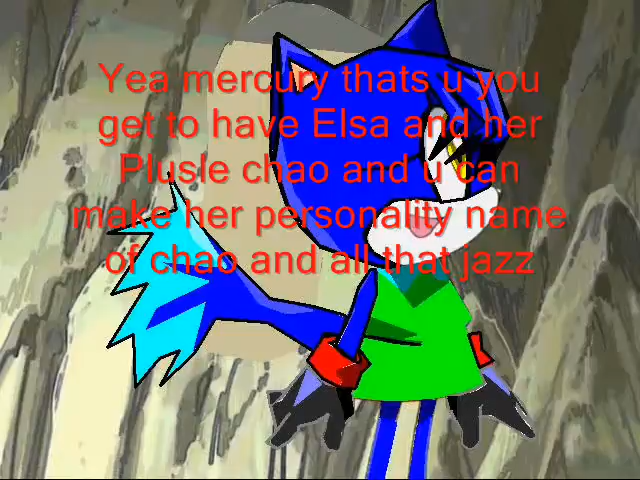 Yea mercury thats u you
get to have Elsa and her
Plusle chao and u can
make her personality name
of chao and all that jazz